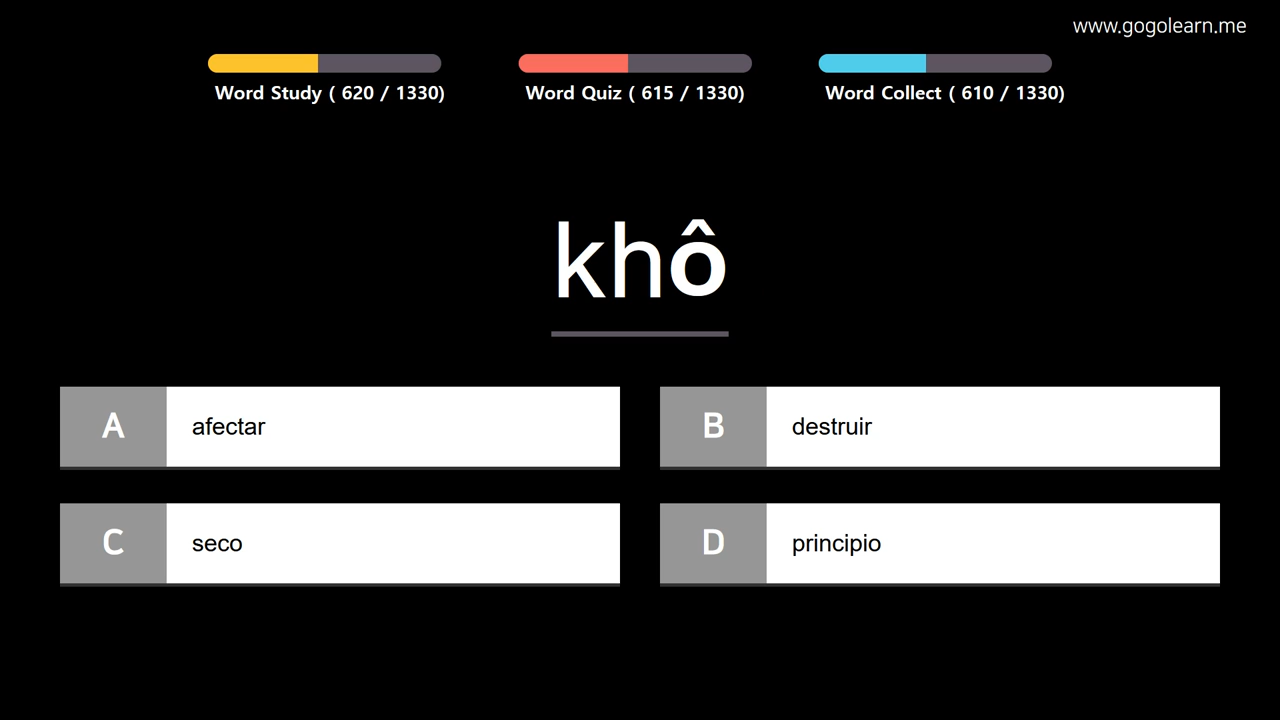 www.gogolearn.me
Word Study ( 620 / 1330)
Word Quiz ( 615 / 1330)
Word Collect ( 610 / 1330)
khô
A afectar
B destruir
C seco
D principio